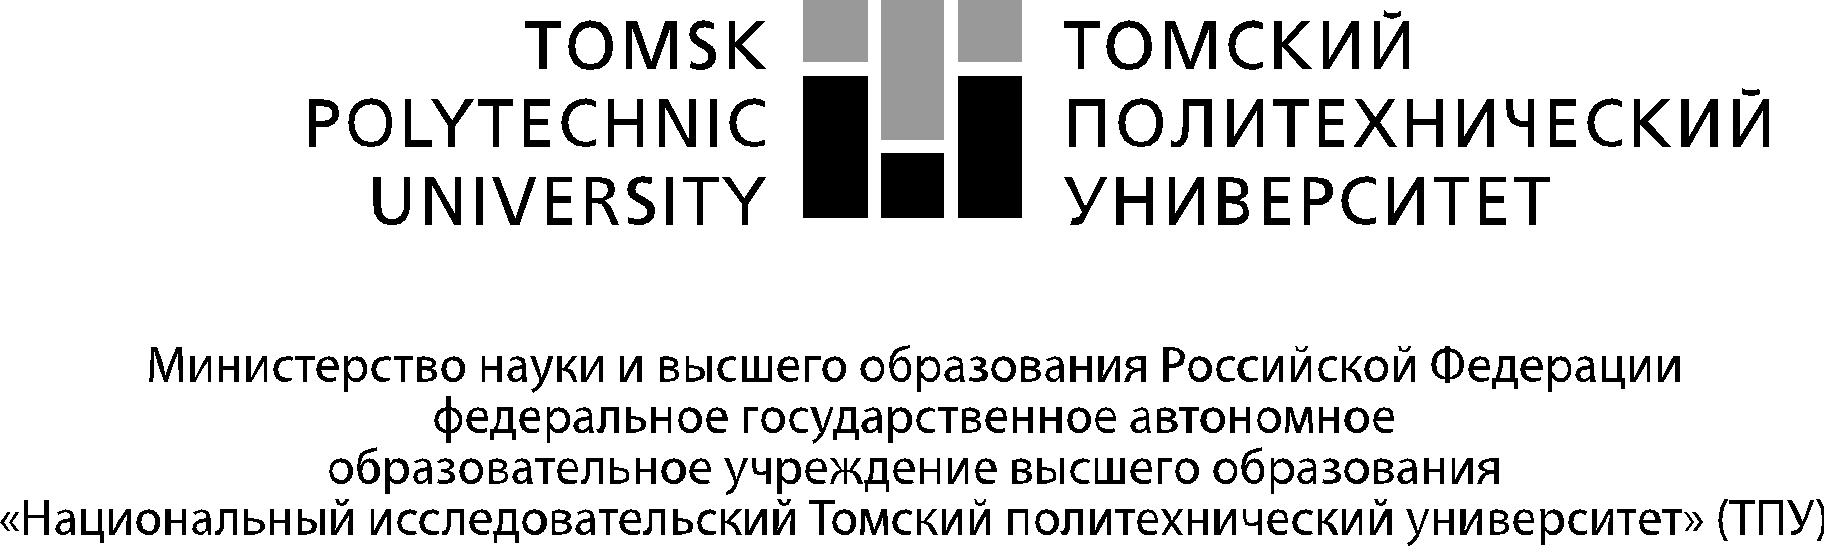 TOMSK
POLYTECHNIC
UNIVERSITY
ТОМСКИЙ
ПОЛИТЕХНИЧЕСКИЙ
УНИВЕРСИТЕТ
Министерство науки и высшего образования Российской Федерации
федеральное государственное автономное
образовательное учреждение высшего образования
«Национальный исследовательский Томский политехнический университет» (ТПУ)